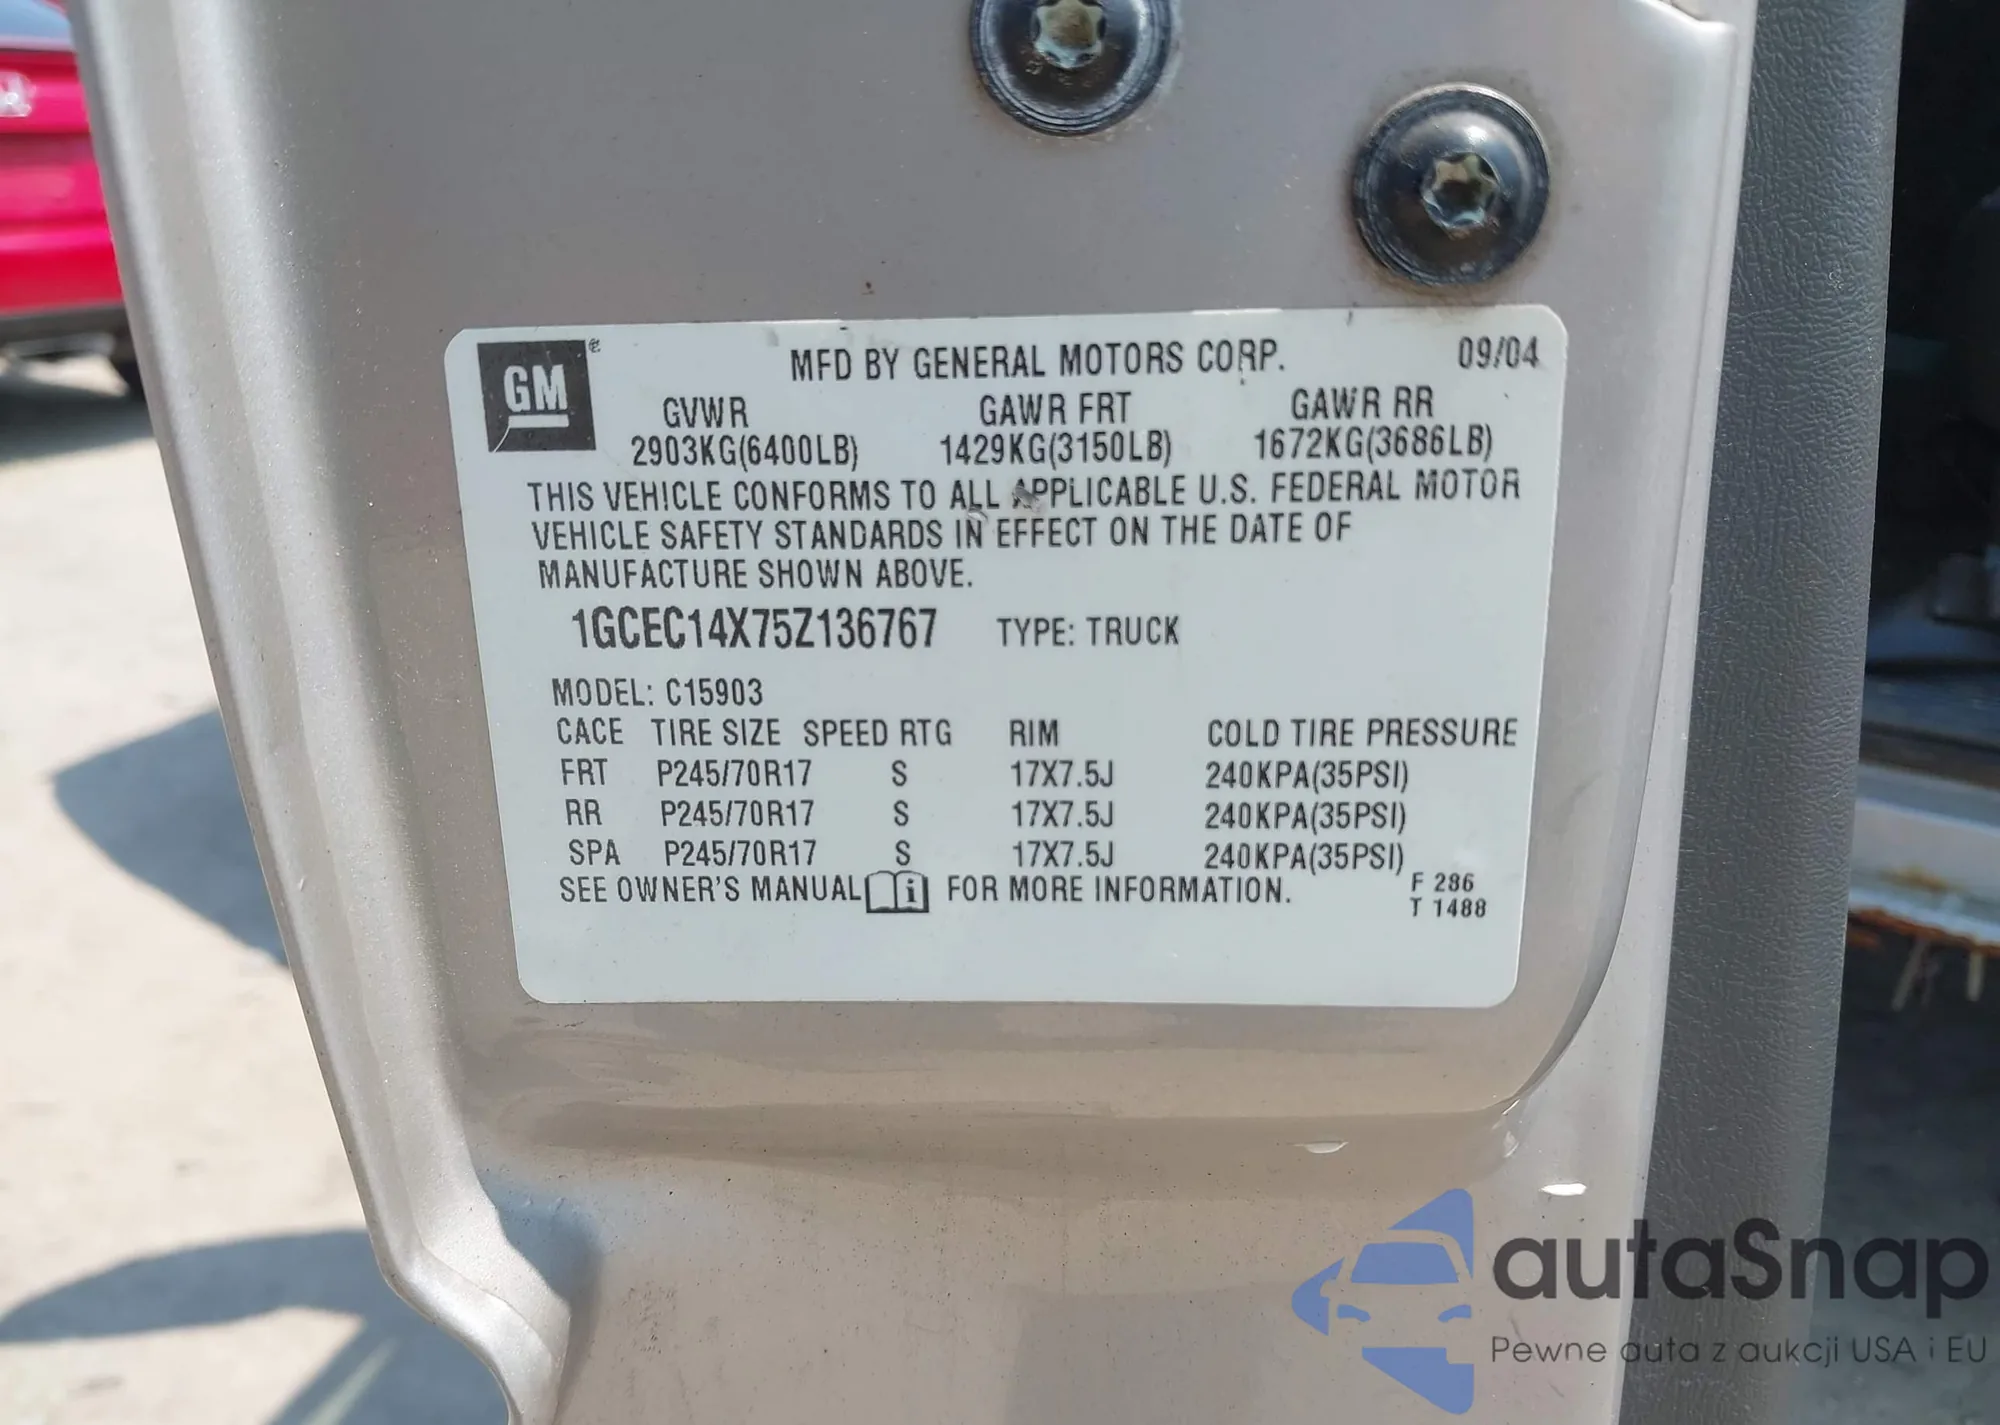 GM
MFD BY GENERAL MOTORS CORP. 09/04
GVWR GAWR FRT GAWR RR
2903KG(6400LB) 1429KG(3150LB) 1672KG(3686LB)
THIS VEHICLE CONFORMS TO ALL APPLICABLE U.S. FEDERAL MOTOR
VEHICLE SAFETY STANDARDS IN EFFECT ON THE DATE OF
MANUFACTURE SHOWN ABOVE.
1GCEC14X75Z136767 TYPE: TRUCK
MODEL: C15903
CACE TIRE SIZE SPEED RTG RIM COLD TIRE PRESSURE
FRT P245/70R17 S 17X7.5J 240KPA(35PSI)
RR P245/70R17 S 17X7.5J 240KPA(35PSI)
SPA P245/70R17 S 17X7.5J 240KPA(35PSI)
SEE OWNER'S MANUAL i FOR MORE INFORMATION.
F 286
T 1488
autaSnap
Pewne auta z aukcji USA i EU